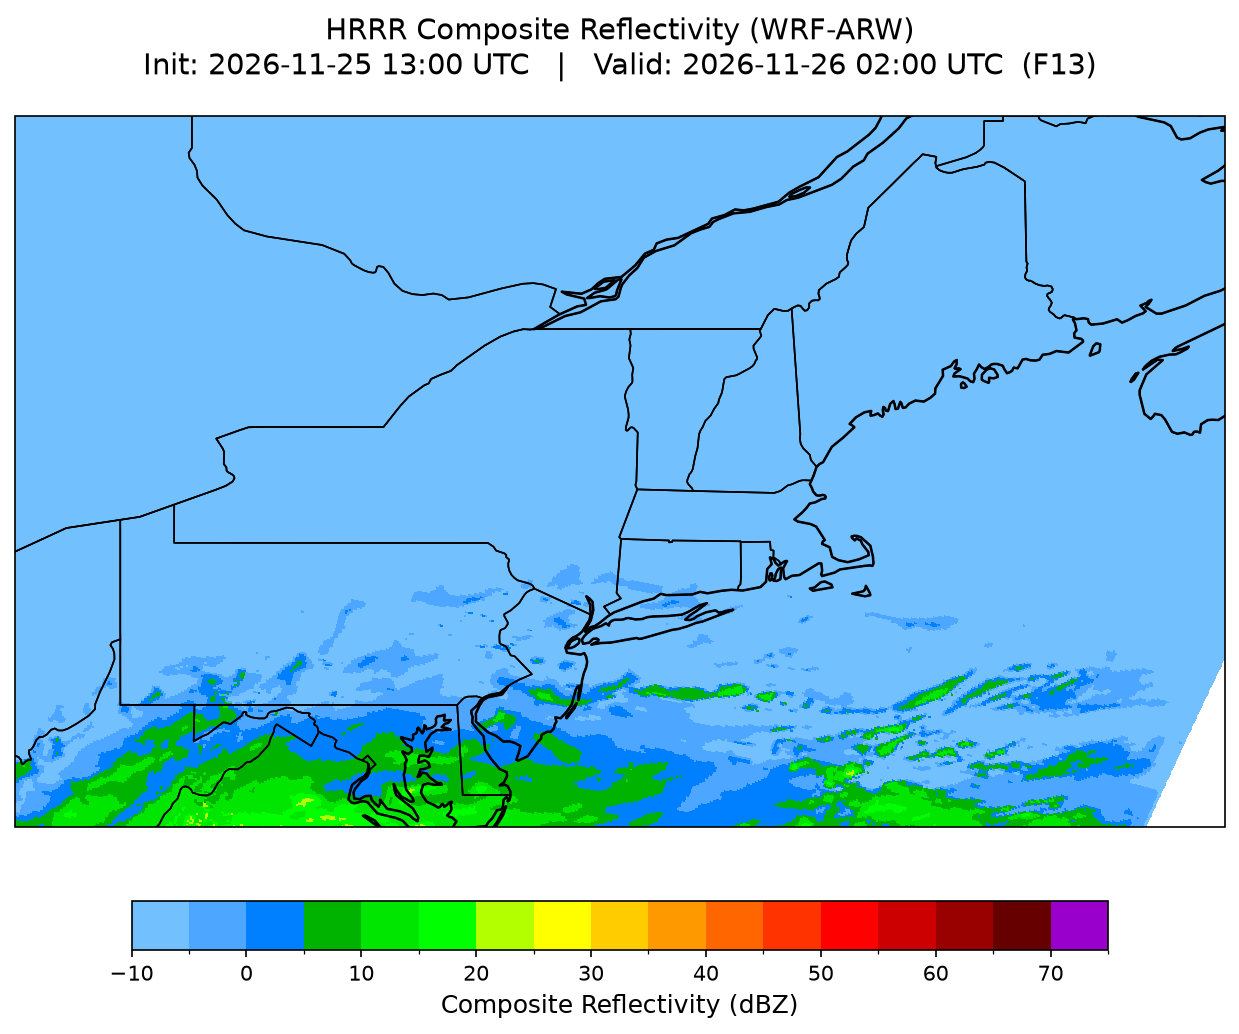 HRRR Composite Reflectivity (WRF-ARW)
Init: 2026-11-25 13:00 UTC | Valid: 2026-11-26 02:00 UTC (F13)
−10 0 10 20 30 40 50 60 70
Composite Reflectivity (dBZ)